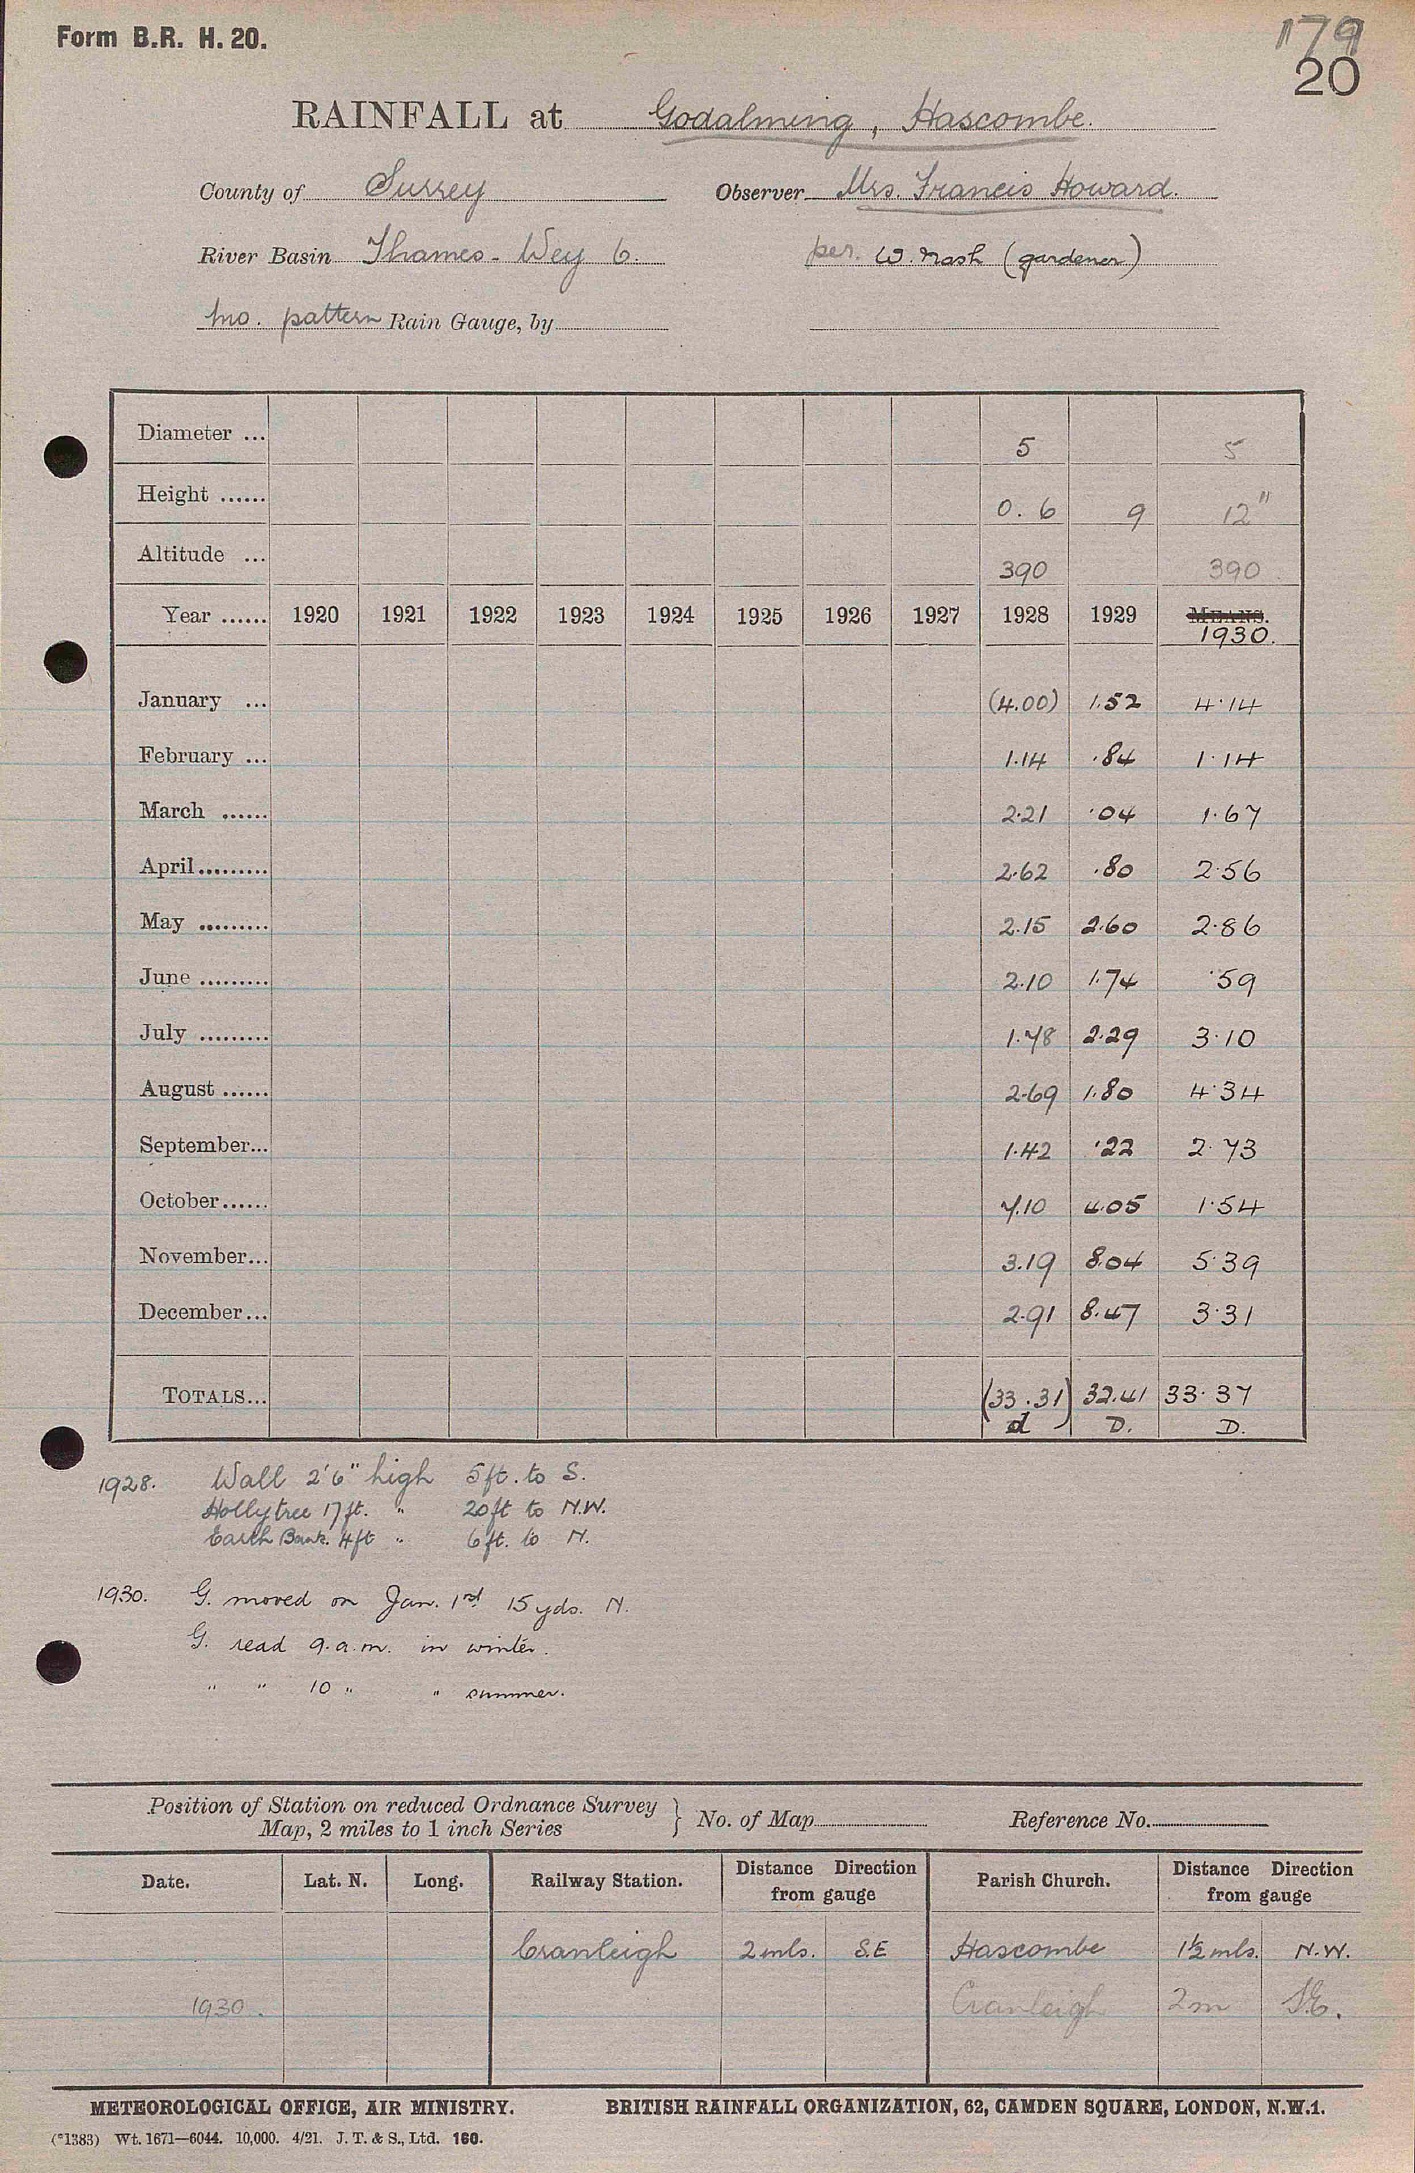 Form B.R. H. 20.
179
20
RAINFALL at Godalming, Hascombe.
County of Surrey Observer Mrs. Francis Howard.
River Basin Thames - Wey 6. per. W. Nash (gardener)
Mo. pattern Rain Gauge, by
Diameter ... 5 5
Height ...... 0.6 9 12"
Altitude ... 390 390
Year ...... 1920 1921 1922 1923 1924 1925 1926 1927 1928 1929 MEANS. 1930.
January ... (4.00) 1.52 4.14
February ... 1.14 .84 1.14
March ...... 2.21 .04 1.67
April......... 2.62 .80 2.56
May ......... 2.15 2.60 2.86
June ......... 2.10 1.74 .59
July ......... 1.78 2.29 3.10
August ...... 2.69 1.80 4.34
September... 1.42 .22 2.73
October...... 7.10 4.05 1.54
November... 3.19 8.04 5.39
December... 2.91 8.47 3.31
TOTALS... (33.31) 32.41 33.37
d D. D.
1928. Wall 2'6" high 5ft. to S.
Holly tree 17ft. " 20ft to N.W.
Earth Bank. 4ft " 6ft. to N.
1930. G. moved on Jan. 1st 15 yds. N.
G. read 9.a.m. in winter.
" " 10 " " summer.
Position of Station on reduced Ordnance Survey Map, 2 miles to 1 inch Series } No. of Map Reference No.
Date. Lat. N. Long. Railway Station. Distance Direction from gauge Parish Church. Distance Direction from gauge
Cranleigh 2 mls. S.E Hascombe 1½ mls. N.W.
1930. Cranleigh 2m S.E.
METEOROLOGICAL OFFICE, AIR MINISTRY. BRITISH RAINFALL ORGANIZATION, 62, CAMDEN SQUARE, LONDON, N.W.1.
(*1383) Wt. 1671—6044. 10,000. 4/21. J. T. & S., Ltd. 160.